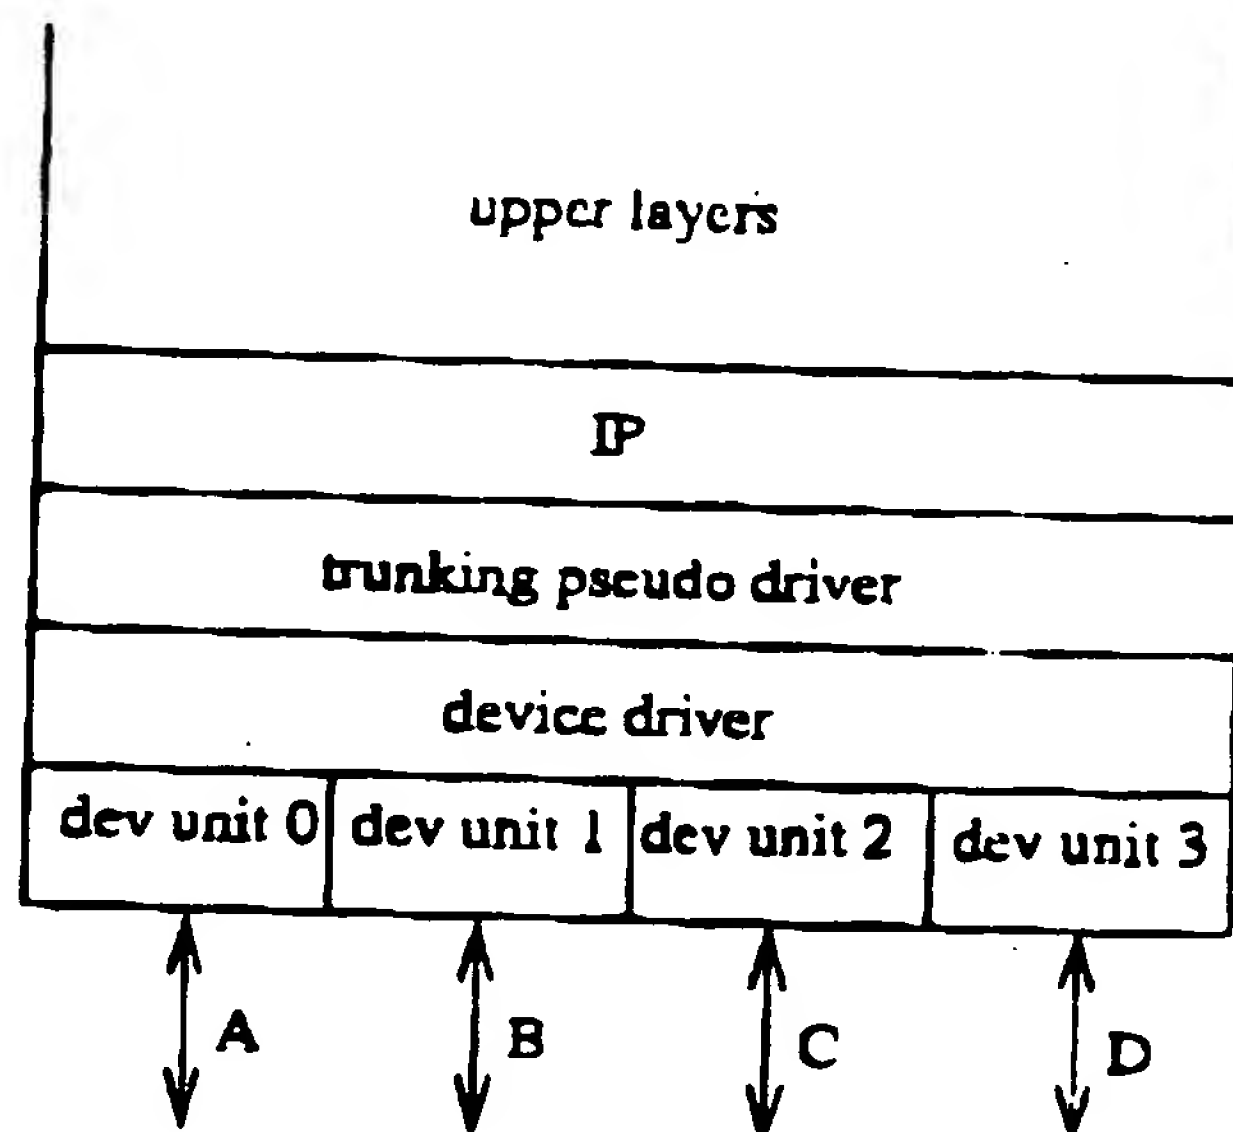 upper layers
IP
trunking pseudo driver
device driver
dev unit 0 dev unit 1 dev unit 2 dev unit 3
A B C D